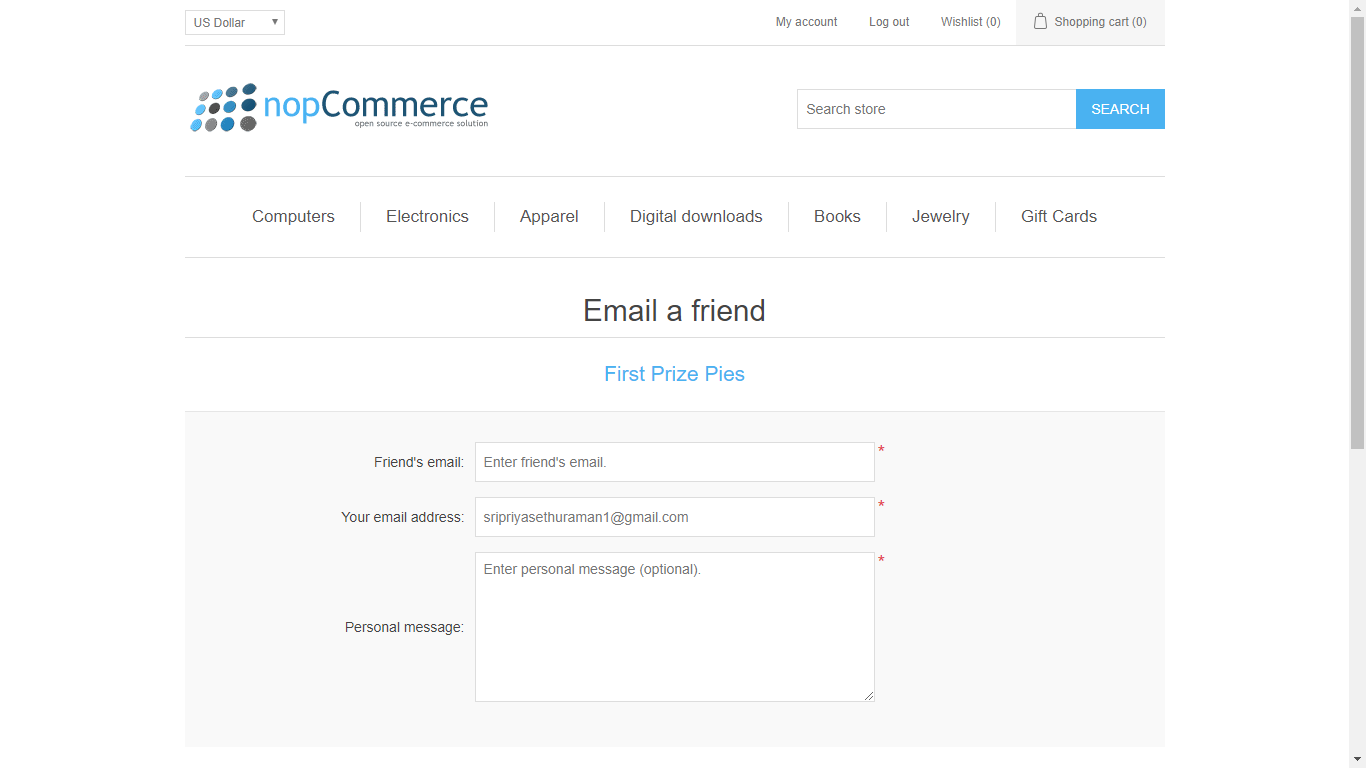 US Dollar
My account
Log out
Wishlist (0)
Shopping cart (0)
nopCommerce
open source e-commerce solution
Search store
SEARCH
Computers
Electronics
Apparel
Digital downloads
Books
Jewelry
Gift Cards
Email a friend
First Prize Pies
Friend's email:
Enter friend's email.
*
Your email address:
sripriyasethuraman1@gmail.com
*
Personal message:
Enter personal message (optional).
*